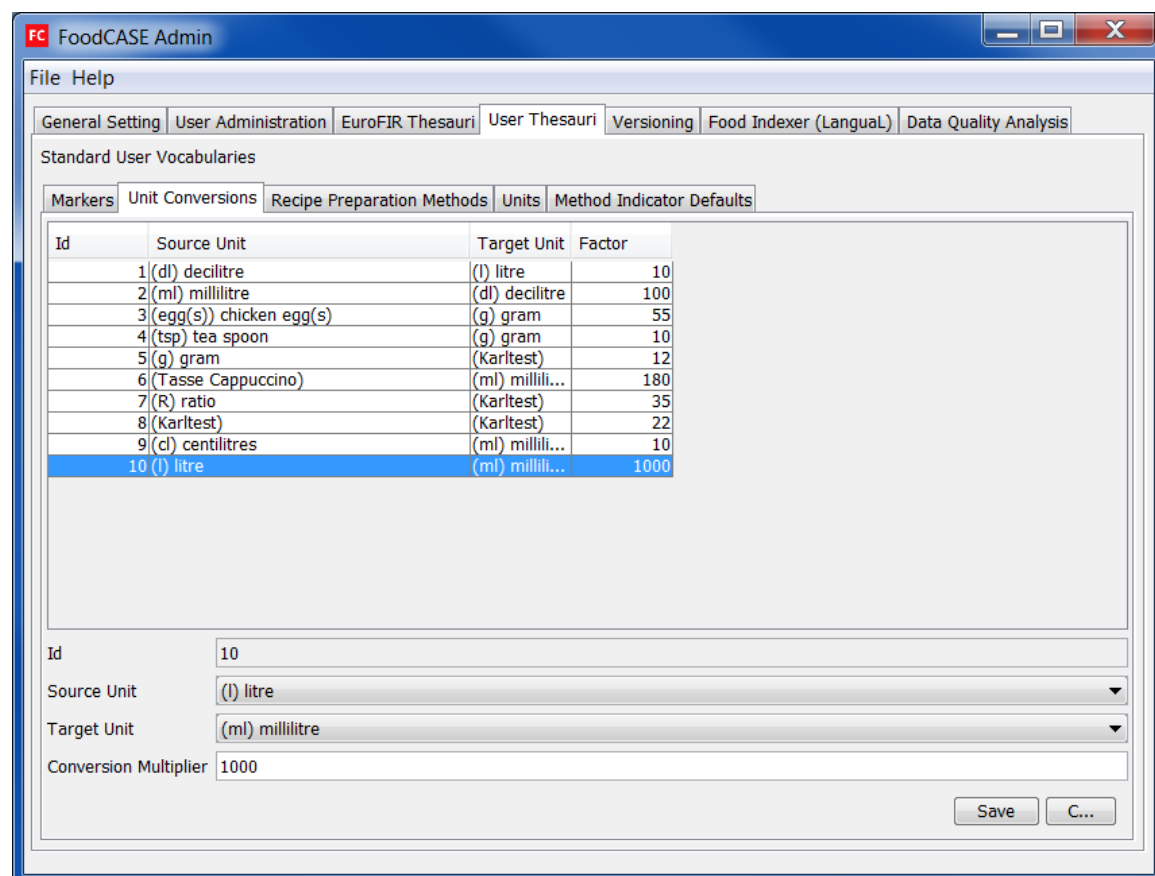 FC FoodCASE Admin
File Help
General Setting User Administration EuroFIR Thesauri User Thesauri Versioning Food Indexer (LanguaL) Data Quality Analysis
Standard User Vocabularies
Markers Unit Conversions Recipe Preparation Methods Units Method Indicator Defaults
Id Source Unit Target Unit Factor
1 (dl) decilitre (l) litre 10
2 (ml) millilitre (dl) decilitre 100
3 (egg(s)) chicken egg(s) (g) gram 55
4 (tsp) tea spoon (g) gram 10
5 (g) gram (Karltest) 12
6 (Tasse Cappuccino) (ml) millili... 180
7 (R) ratio (Karltest) 35
8 (Karltest) (Karltest) 22
9 (cl) centilitres (ml) millili... 10
10 (l) litre (ml) millili... 1000
Id 10
Source Unit (l) litre
Target Unit (ml) millilitre
Conversion Multiplier 1000
Save C...